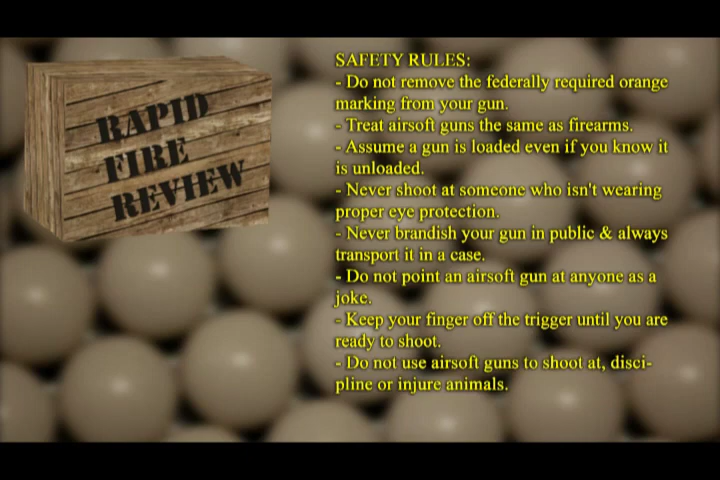 RAPID
FIRE
REVIEW
SAFETY RULES:
- Do not remove the federally required orange
marking from your gun.
- Treat airsoft guns the same as firearms.
- Assume a gun is loaded even if you know it
is unloaded.
- Never shoot at someone who isn't wearing
proper eye protection.
- Never brandish your gun in public & always
transport it in a case.
- Do not point an airsoft gun at anyone as a
joke.
- Keep your finger off the trigger until you are
ready to shoot.
- Do not use airsoft guns to shoot at, disci-
pline or injure animals.